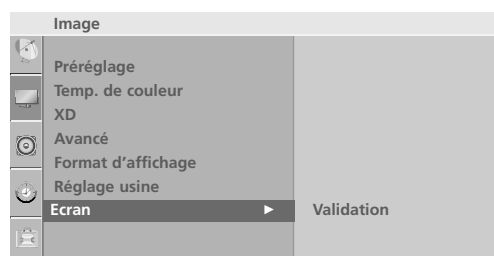 Image
Préréglage
Temp. de couleur
XD
Avancé
Format d’affichage
Réglage usine
Ecran ► Validation